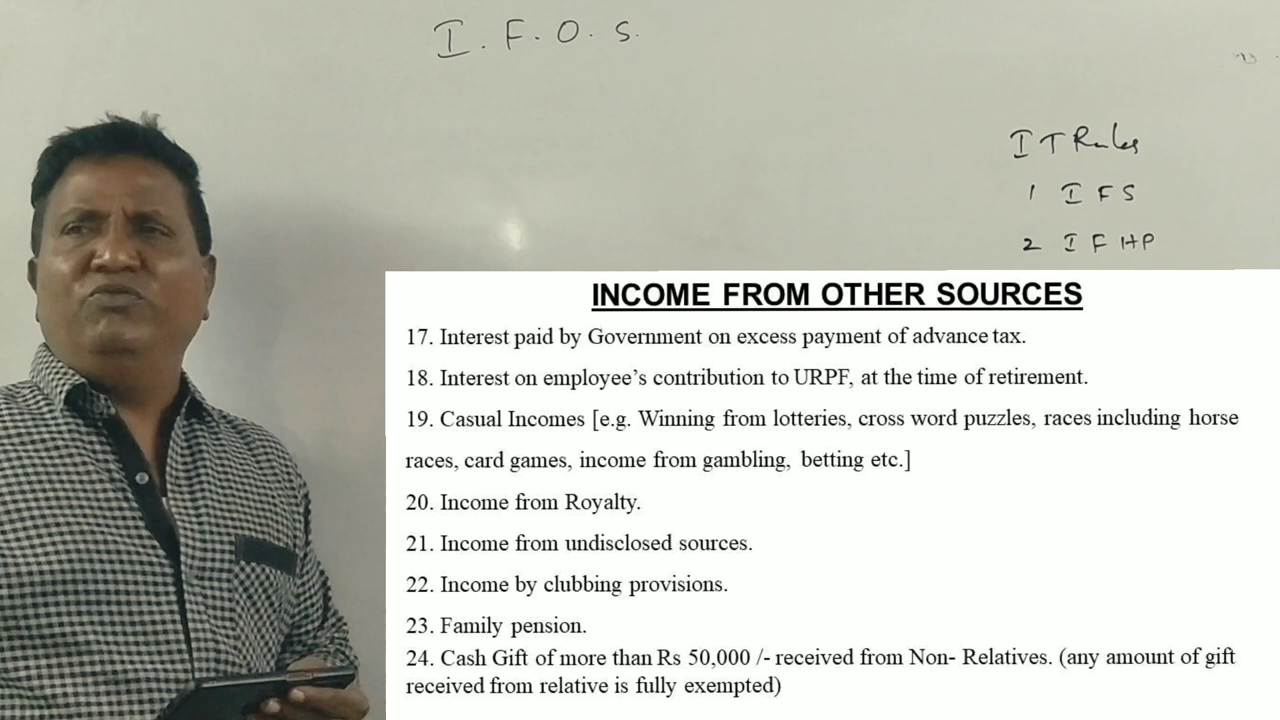 I. F. O. S.
I T Rules
1 I F S
2 I F HP
INCOME FROM OTHER SOURCES
17. Interest paid by Government on excess payment of advance tax.
18. Interest on employee’s contribution to URPF, at the time of retirement.
19. Casual Incomes [e.g. Winning from lotteries, cross word puzzles, races including horse
races, card games, income from gambling, betting etc.]
20. Income from Royalty.
21. Income from undisclosed sources.
22. Income by clubbing provisions.
23. Family pension.
24. Cash Gift of more than Rs 50,000 /- received from Non- Relatives. (any amount of gift
received from relative is fully exempted)